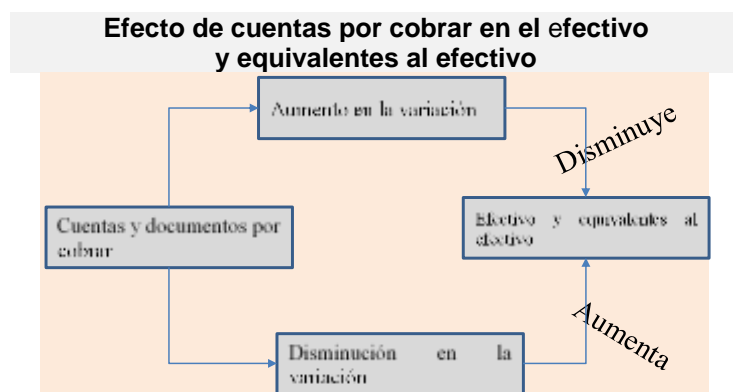 Efecto de cuentas por cobrar en el efectivo
y equivalentes al efectivo
Aumento en la variación
Disminuye
Cuentas y documentos por
cobrar
Efectivo y equivalentes al
efectivo
Aumenta
Disminución en la
variación